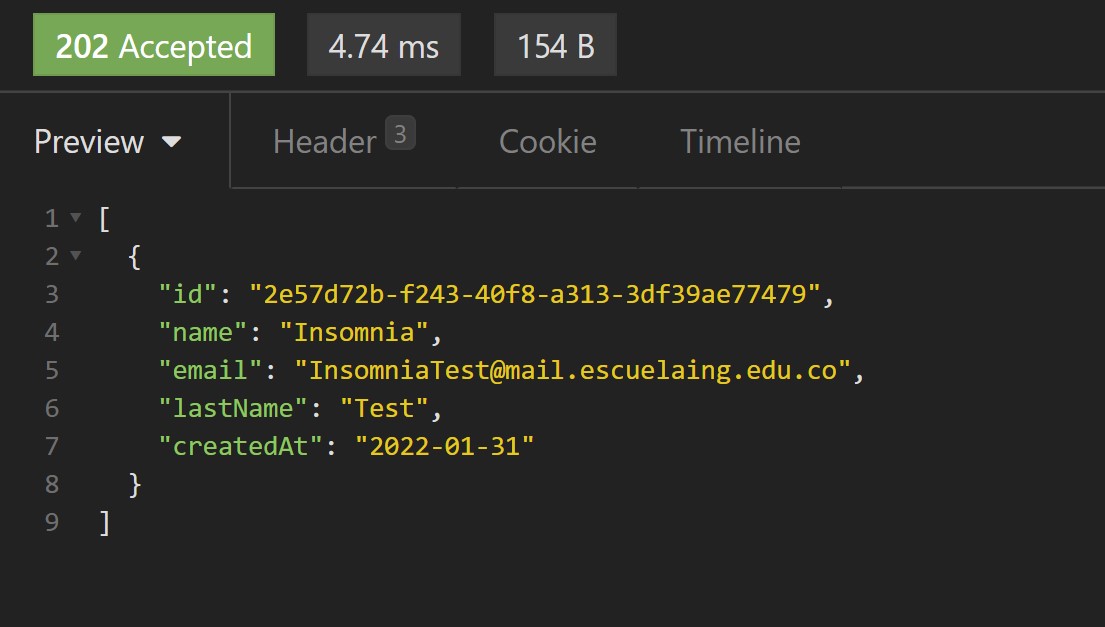 202 Accepted 4.74 ms 154 B
Preview Header 3 Cookie Timeline
1 [
2 {
3 "id": "2e57d72b-f243-40f8-a313-3df39ae77479",
4 "name": "Insomnia",
5 "email": "InsomniaTest@mail.escuelaing.edu.co",
6 "lastName": "Test",
7 "createdAt": "2022-01-31"
8 }
9 ]